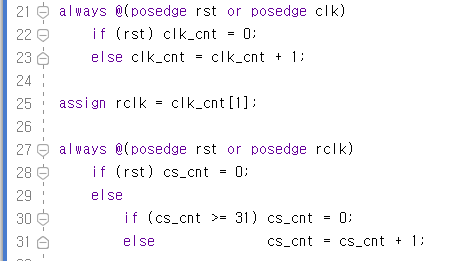 21 always @(posedge rst or posedge clk)
22     if (rst) clk_cnt = 0;
23     else clk_cnt = clk_cnt + 1;
24
25 assign rclk = clk_cnt[1];
26
27 always @(posedge rst or posedge rclk)
28     if (rst) cs_cnt = 0;
29     else
30         if (cs_cnt >= 31) cs_cnt = 0;
31         else              cs_cnt = cs_cnt + 1;